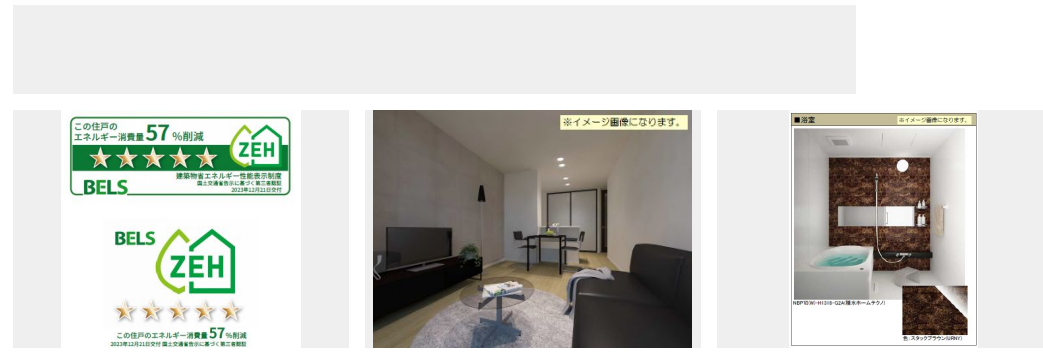 この住戸の
エネルギー消費量57%削減
ZEH
建築物省エネルギー性能表示制度
国土交通省告示に基づく第三者認証
BELS
2023年12月21日交付
BELS
ZEH
この住戸のエネルギー消費量57%削減
2023年12月21日交付 国土交通省告示に基づく第三者認証
※イメージ画像になります。
■浴室
※イメージ画像になります。
色:スタックブラウン(URNY)